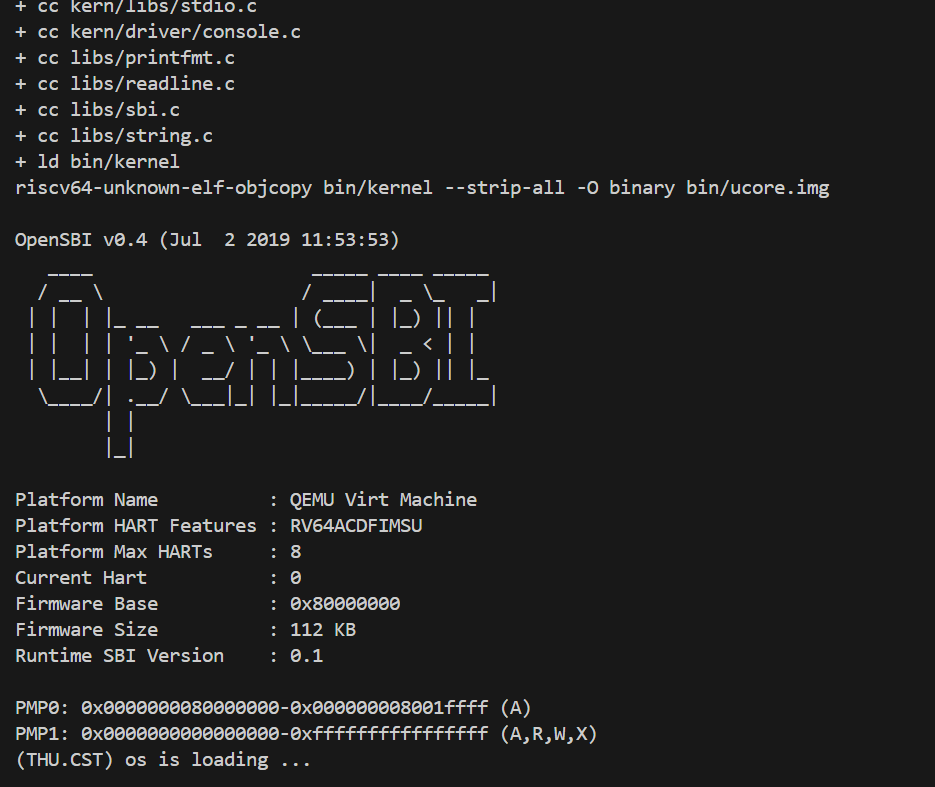 + cc kern/libs/stdio.c
+ cc kern/driver/console.c
+ cc libs/printfmt.c
+ cc libs/readline.c
+ cc libs/sbi.c
+ cc libs/string.c
+ ld bin/kernel
riscv64-unknown-elf-objcopy bin/kernel --strip-all -O binary bin/ucore.img

OpenSBI v0.4 (Jul  2 2019 11:53:53)
   ____                    _____ ____ _____
  / __ \                  / ____|  _ \_   _|
 | |  | |_ __   ___ _ __ | (___ | |_) || |
 | |  | | '_ \ / _ \ '_ \ \___ \|  _ < | |
 | |__| | |_) |  __/ | | |____) | |_) || |_
  \____/| .__/ \___|_| |_|_____/|____/_____|
        | |
        |_|

Platform Name          : QEMU Virt Machine
Platform HART Features : RV64ACDFIMSU
Platform Max HARTs     : 8
Current Hart           : 0
Firmware Base          : 0x80000000
Firmware Size          : 112 KB
Runtime SBI Version    : 0.1

PMP0: 0x0000000080000000-0x000000008001ffff (A)
PMP1: 0x0000000000000000-0xffffffffffffffff (A,R,W,X)
(THU.CST) os is loading ...